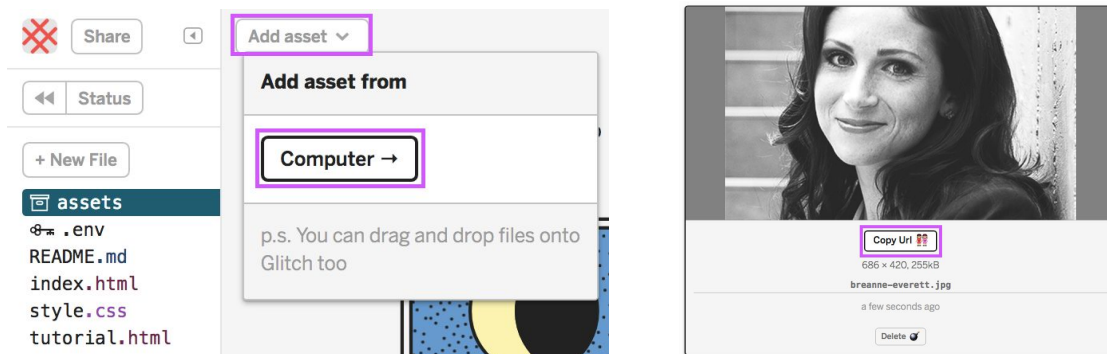 Share
Status
+ New File
assets
.env
README.md
index.html
style.css
tutorial.html
Add asset
Add asset from
Computer →
p.s. You can drag and drop files onto
Glitch too
Copy Url
686 × 420, 255kB
breanne-everett.jpg
a few seconds ago
Delete